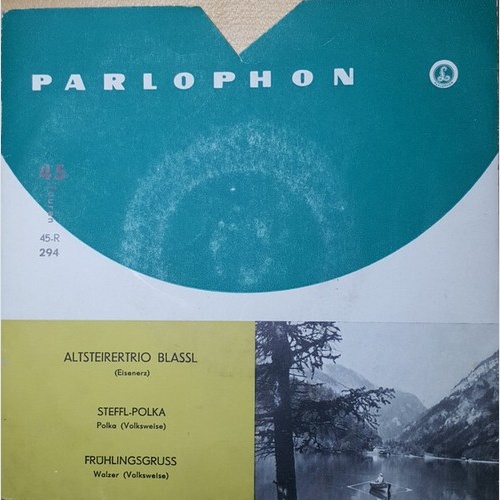 PARLOPHON
£
45
45-R
294
ALTSTEIRERTRIO BLASSL
(Eisenerz)
STEFFL-POLKA
Polka (Volksweise)
FRÜHLINGSGRUSS
Walzer (Volksweise)